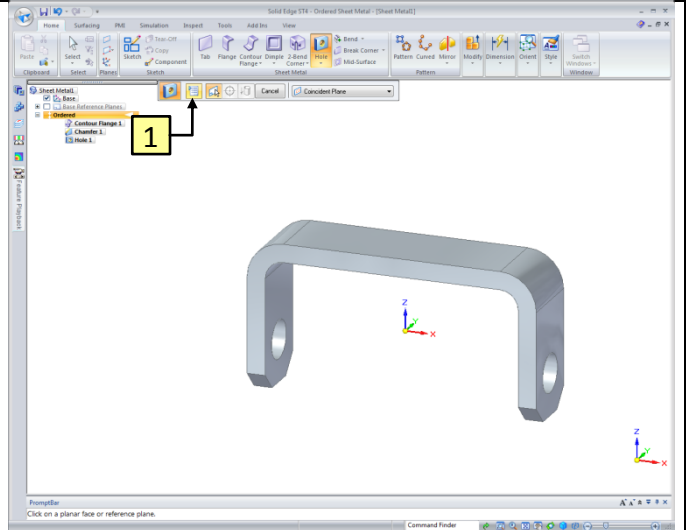 Solid Edge ST4 - Ordered Sheet Metal - [Sheet Metal1]
Home Surfacing PMI Simulation Inspect Tools Add Ins View
Paste Select Planes Sketch Tear-Off Copy Component Tab Flange Contour Flange Dimple 2-Bend Corner Hole Bend Break Corner Mid-Surface Pattern Curved Mirror Modify Dimension Orient Style Switch Windows
Clipboard Select Planes Sketch Sheet Metal Pattern Window
Sheet Metal1
Cancel Coincident Plane
Base
Base Reference Planes
Ordered
Contour Flange 1
Chamfer 1
Hole 1
1
Feature Playback
Z
Y
X
Z
Y
X
PromptBar
Click on a planar face or reference plane.
Command Finder